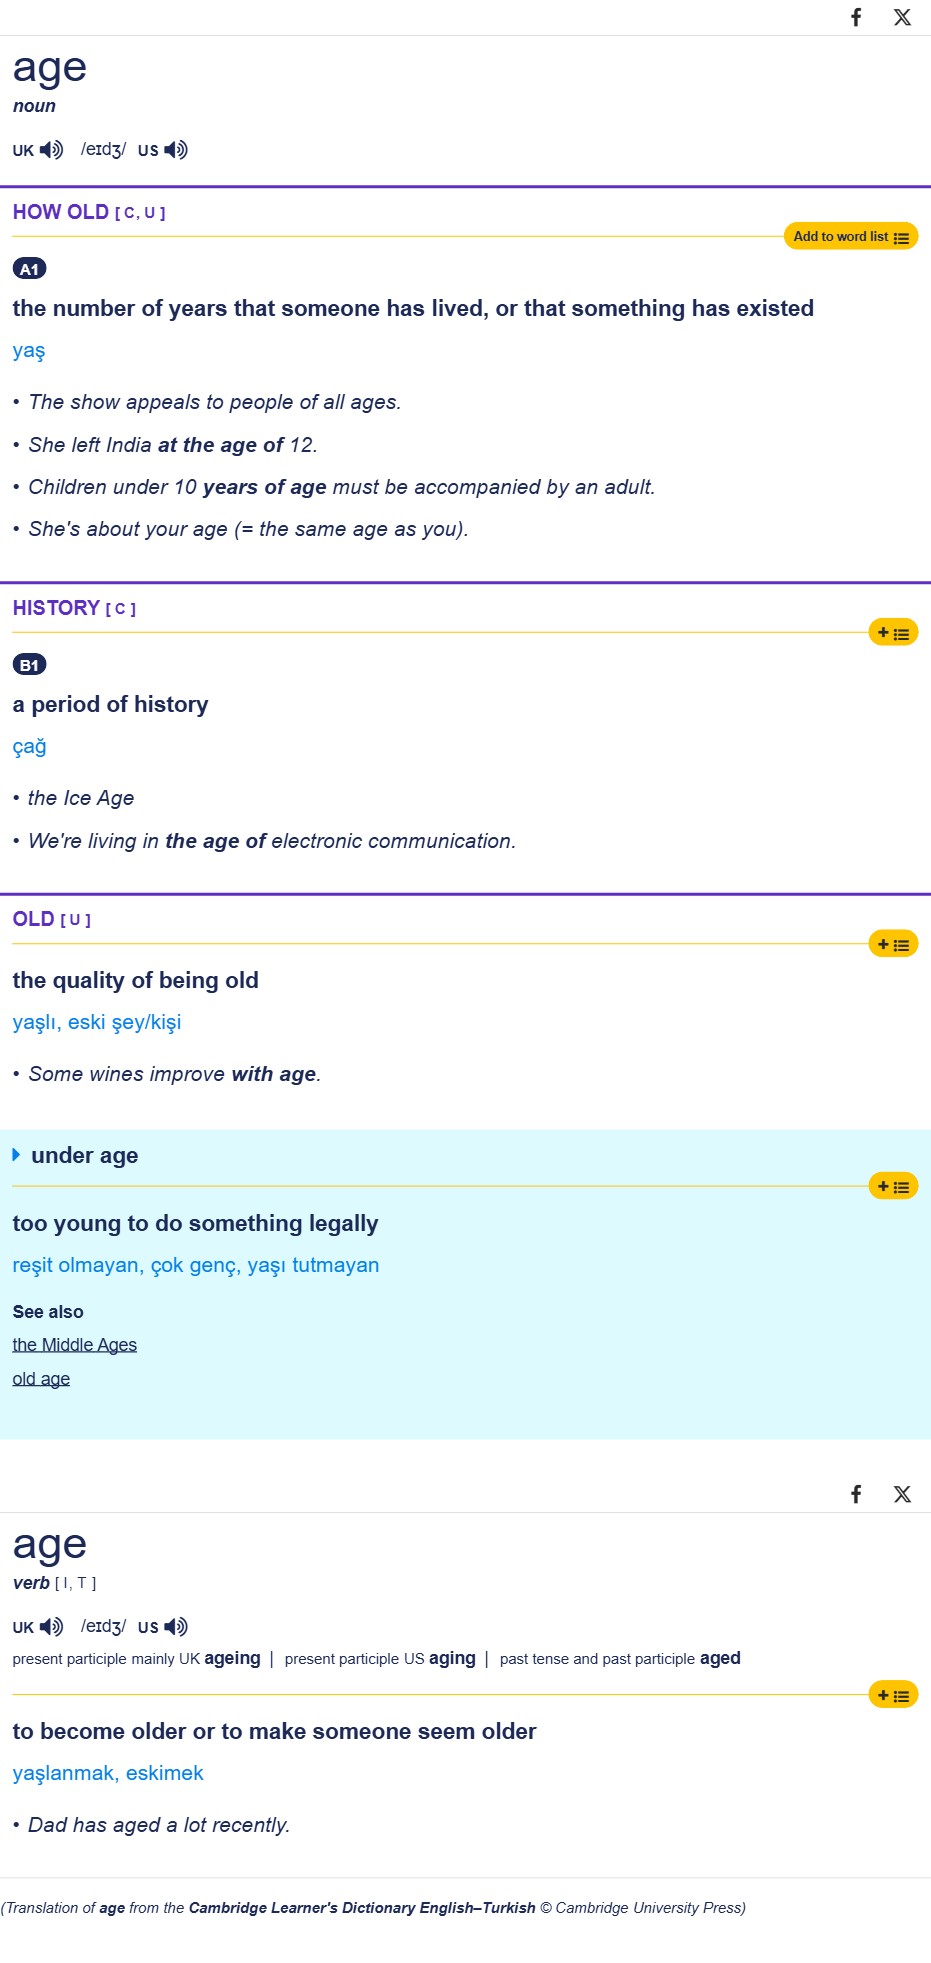 age
noun
UK /eɪdʒ/ US
HOW OLD [ C, U ]
Add to word list
A1
the number of years that someone has lived, or that something has existed
yaş
• The show appeals to people of all ages.
• She left India at the age of 12.
• Children under 10 years of age must be accompanied by an adult.
• She's about your age (= the same age as you).
HISTORY [ C ]
B1
a period of history
çağ
• the Ice Age
• We're living in the age of electronic communication.
OLD [ U ]
the quality of being old
yaşlı, eski şey/kişi
• Some wines improve with age.
under age
too young to do something legally
reşit olmayan, çok genç, yaşı tutmayan
See also
the Middle Ages
old age
age
verb [ I, T ]
UK /eɪdʒ/ US
present participle mainly UK ageing | present participle US aging | past tense and past participle aged
to become older or to make someone seem older
yaşlanmak, eskimek
• Dad has aged a lot recently.
(Translation of age from the Cambridge Learner's Dictionary English–Turkish © Cambridge University Press)